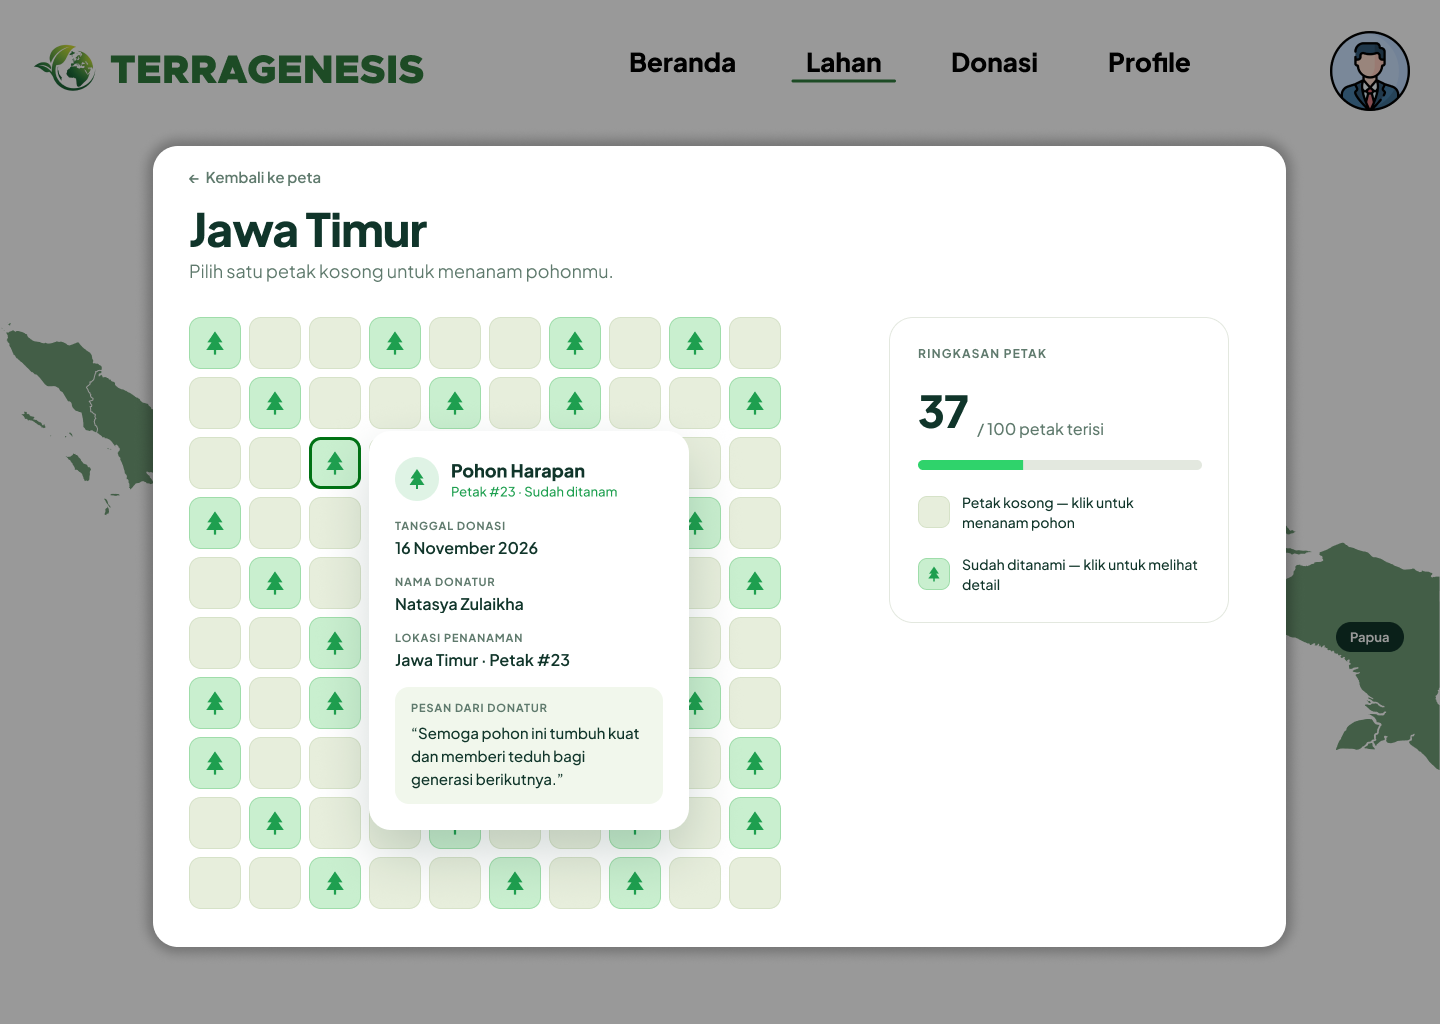 TERRAGENESIS
Beranda
Lahan
Donasi
Profile
← Kembali ke peta
Jawa Timur
Pilih satu petak kosong untuk menanam pohonmu.
Pohon Harapan
Petak #23 · Sudah ditanam
TANGGAL DONASI
16 November 2026
NAMA DONATUR
Natasya Zulaikha
LOKASI PENANAMAN
Jawa Timur · Petak #23
PESAN DARI DONATUR
“Semoga pohon ini tumbuh kuat
dan memberi teduh bagi
generasi berikutnya.”
RINGKASAN PETAK
37 / 100 petak terisi
Petak kosong — klik untuk
menanam pohon
Sudah ditanami — klik untuk melihat
detail
Papua